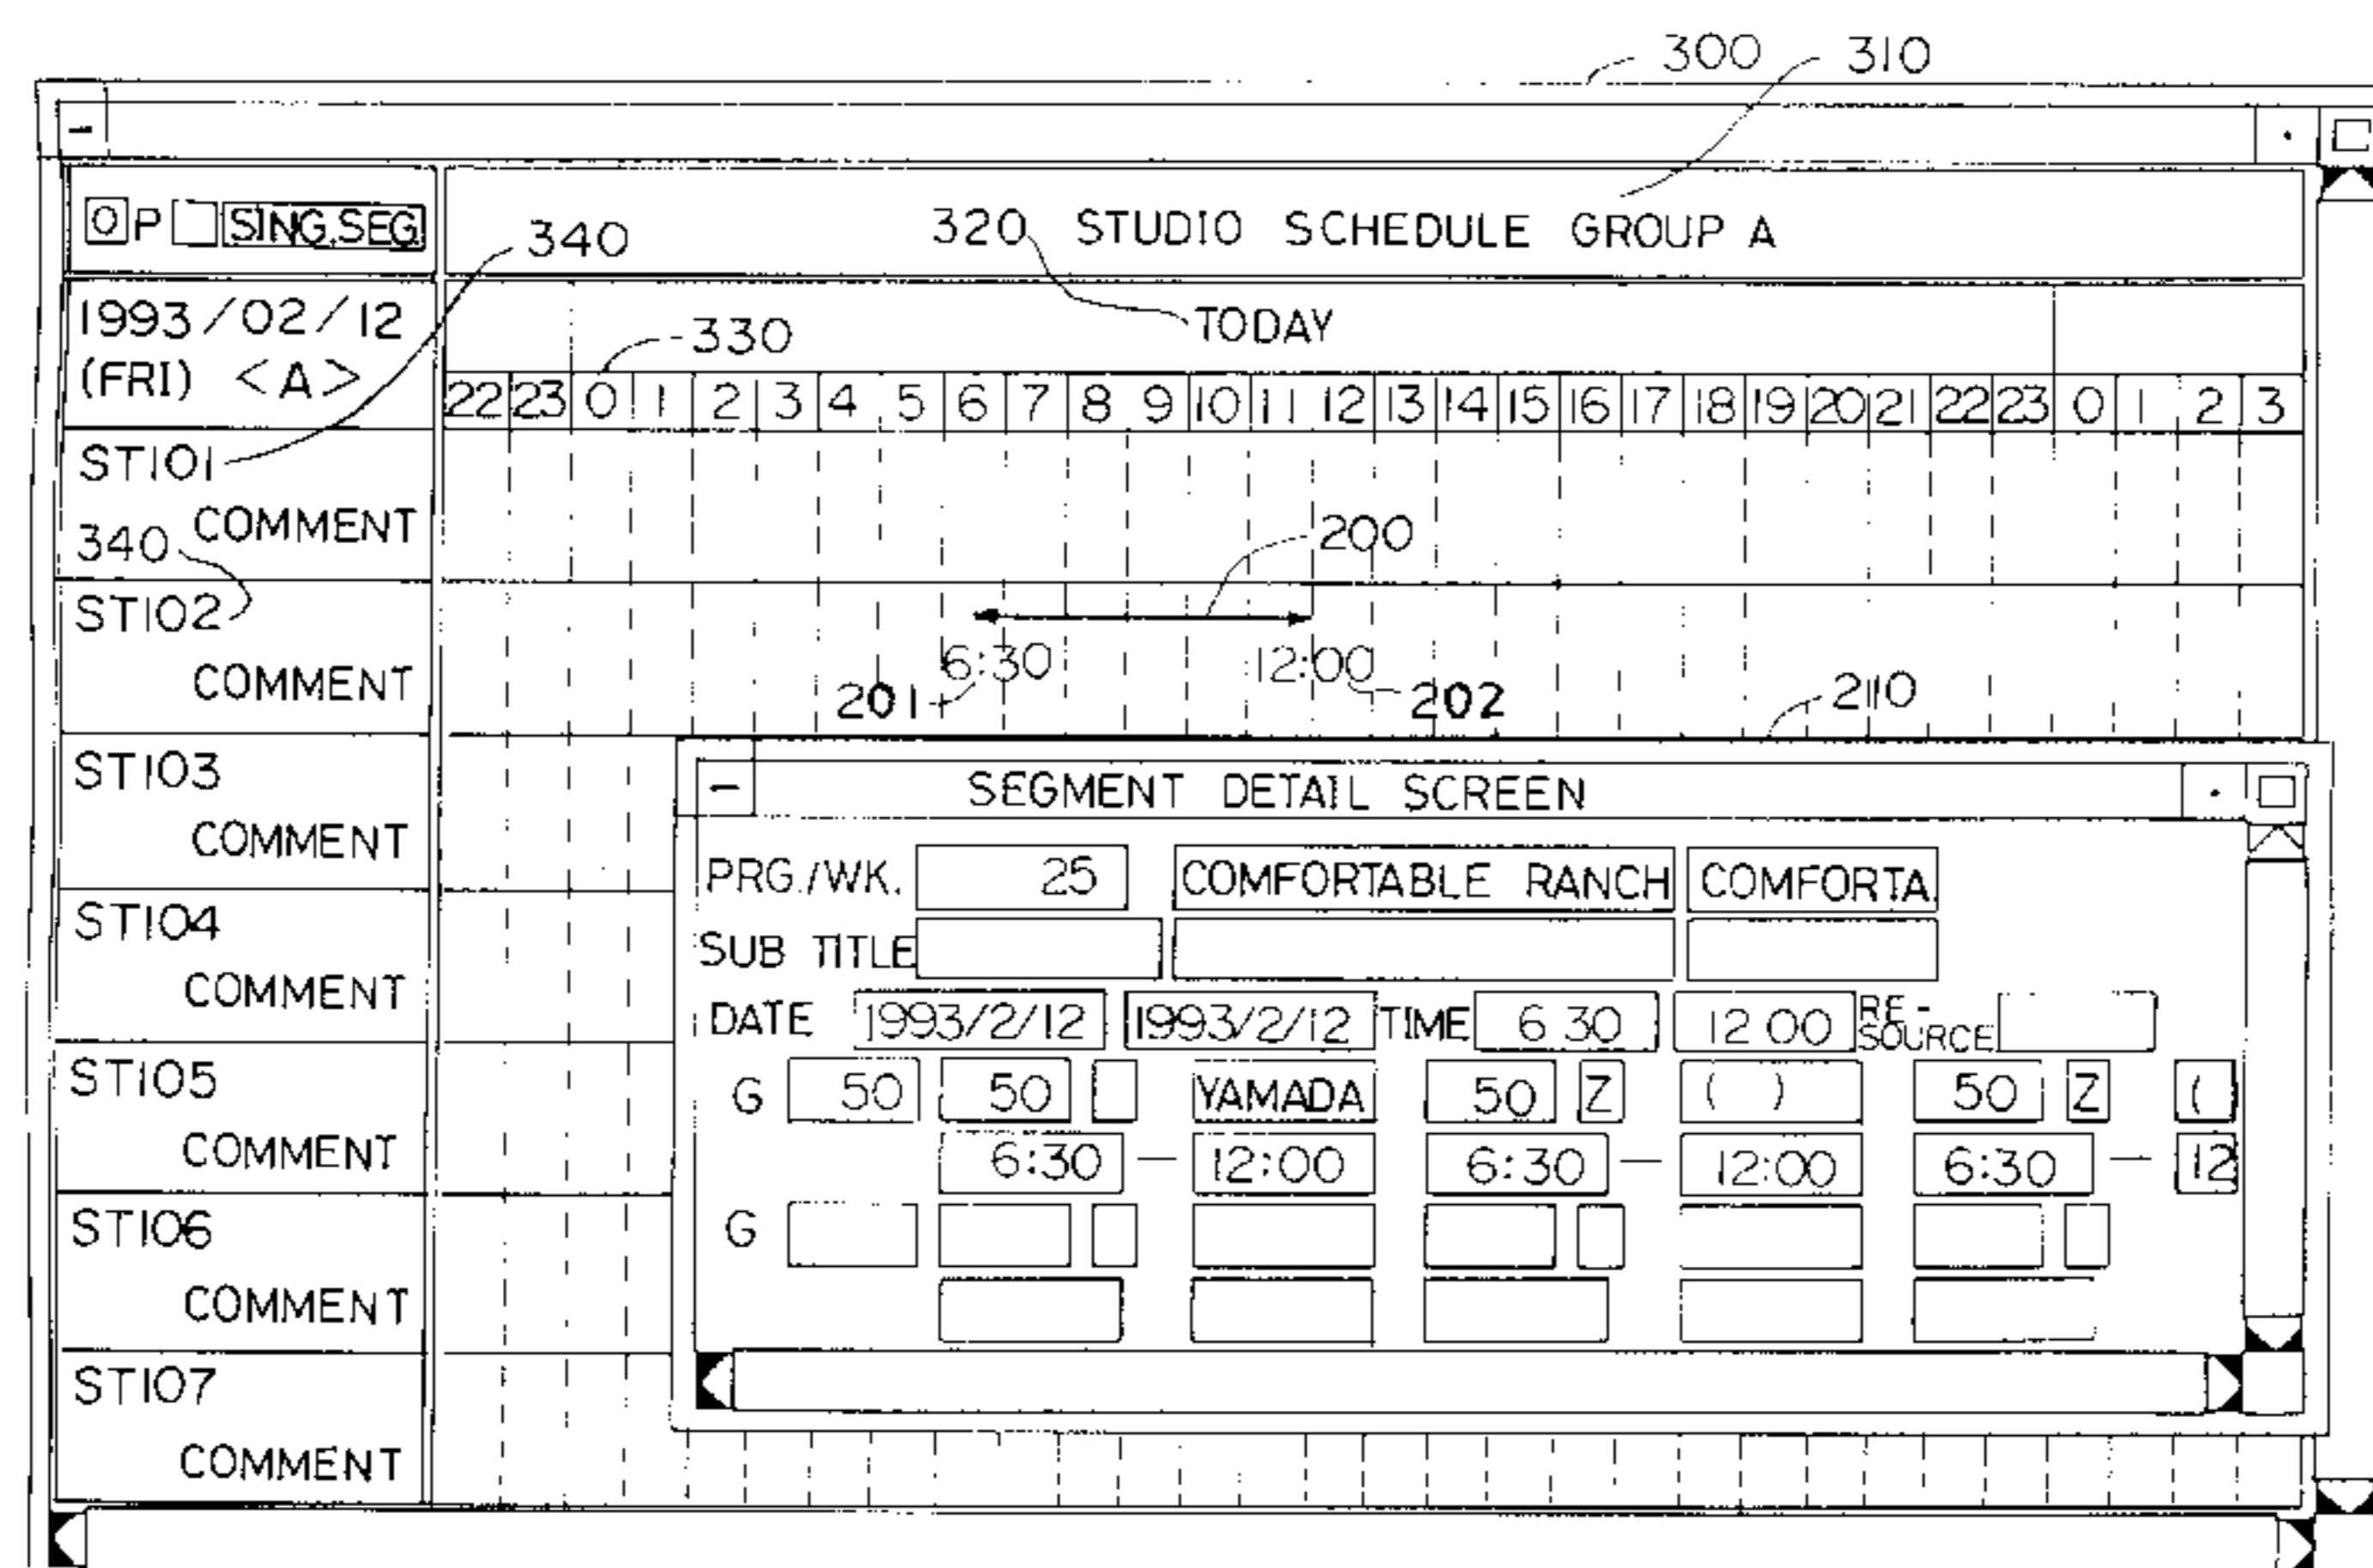 300 310
O P SING.SEG. 340 320 STUDIO SCHEDULE GROUP A
1993/02/12 330 TODAY
(FRI) <A> 22 23 0 1 2 3 4 5 6 7 8 9 10 11 12 13 14 15 16 17 18 19 20 21 22 23 0 1 2 3
ST101
COMMENT 200
340
ST102
6:30 12:00
COMMENT 201 202 210
ST103
SEGMENT DETAIL SCREEN
COMMENT
PRG./WK. 25 COMFORTABLE RANCH COMFORTA.
ST104
SUB TITLE
COMMENT
DATE 1993/2/12 1993/2/12 TIME 6 30 12 00 RE-
SOURCE
ST105
G 50 50 YAMADA 50 Z ( ) 50 Z (
COMMENT
6:30 — 12:00 6:30 — 12:00 6:30 — 12
ST106
G
COMMENT
ST107
COMMENT